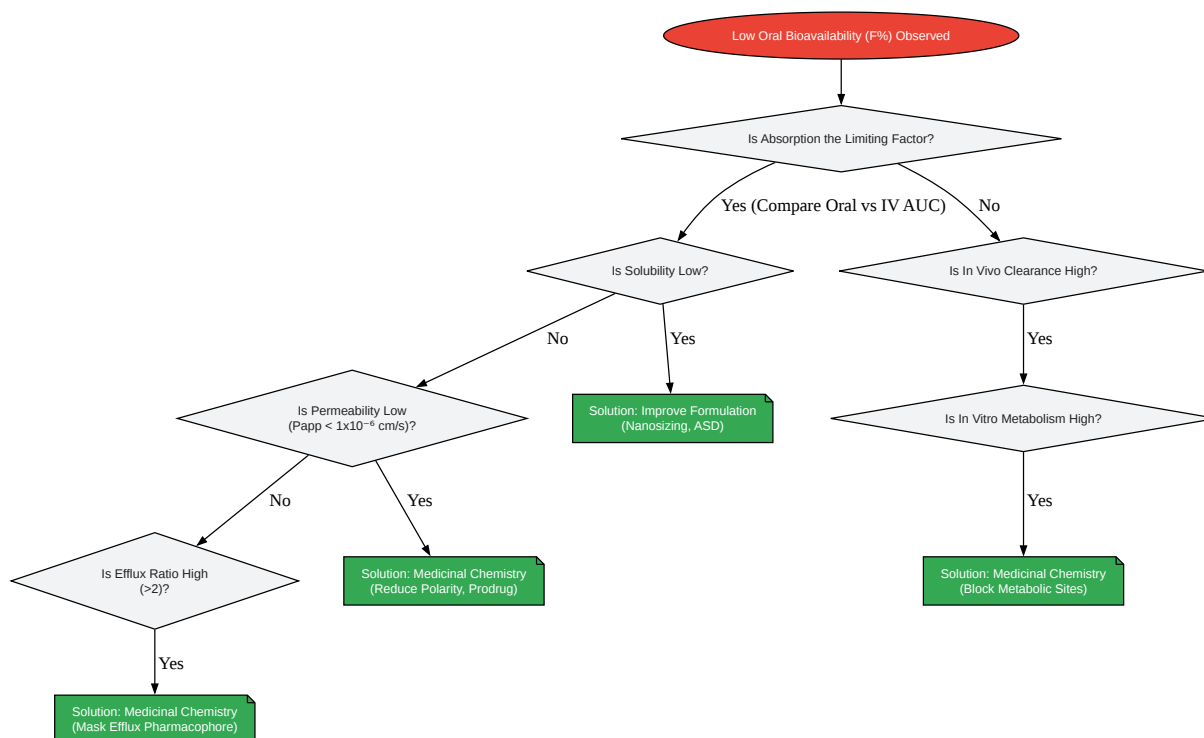 Low Oral Bioavailability (F%) Observed
Is Absorption the Limiting Factor?
Yes (Compare Oral vs IV AUC)
No
Is Solubility Low?
Is In Vivo Clearance High?
No
Yes
Yes
Is Permeability Low
(Papp < 1x10⁻⁶ cm/s)?
Solution: Improve Formulation
(Nanosizing, ASD)
Is In Vitro Metabolism High?
No
Yes
Yes
Is Efflux Ratio High
(>2)?
Solution: Medicinal Chemistry
(Reduce Polarity, Prodrug)
Solution: Medicinal Chemistry
(Block Metabolic Sites)
Yes
Solution: Medicinal Chemistry
(Mask Efflux Pharmacophore)